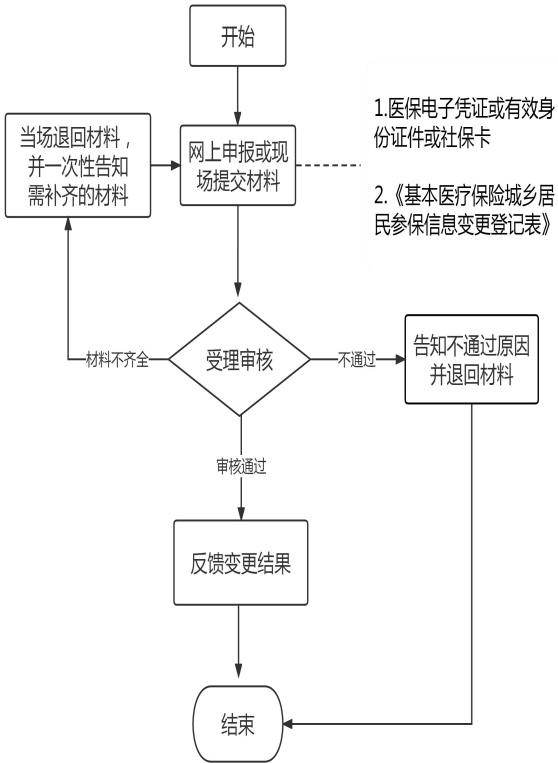 开始
1.医保电子凭证或有效身
份证件或社保卡
2.《基本医疗保险城乡居
民参保信息变更登记表》
当场退回材料，
并一次性告知
需补齐的材料
网上申报或现
场提交材料
材料不齐全
受理审核
不通过
告知不通过原因
并退回材料
审核通过
反馈变更结果
结束